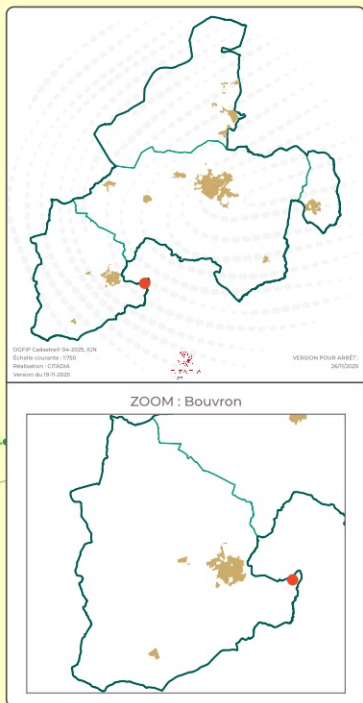 DGFIP Cadastre® 04-2025, IGN
Échelle courante : 1:750
Réalisation : CITADIA
Version du 19-11-2025
CITADIA
VERSION POUR ARRÊT :
26/11/2025
ZOOM : Bouvron